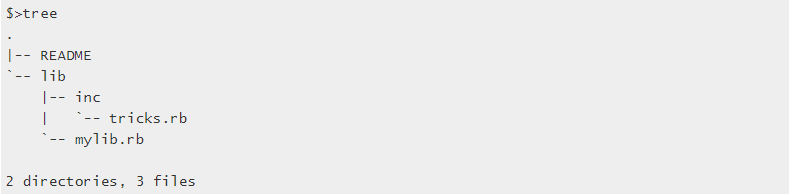 $>tree
.
|-- README
`-- lib
    |-- inc
    |   `-- tricks.rb
    `-- mylib.rb

2 directories, 3 files